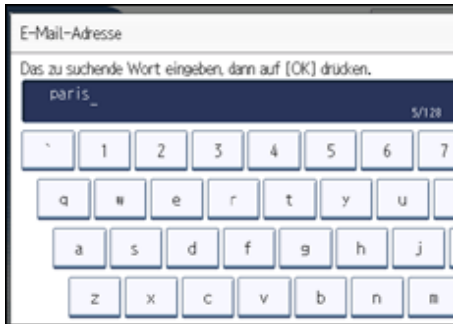 E-Mail-Adresse
Das zu suchende Wort eingeben, dann auf [OK] drücken.
paris_
5/128
` 1 2 3 4 5 6 7
q w e r t y u
a s d f g h j
z x c v b n m